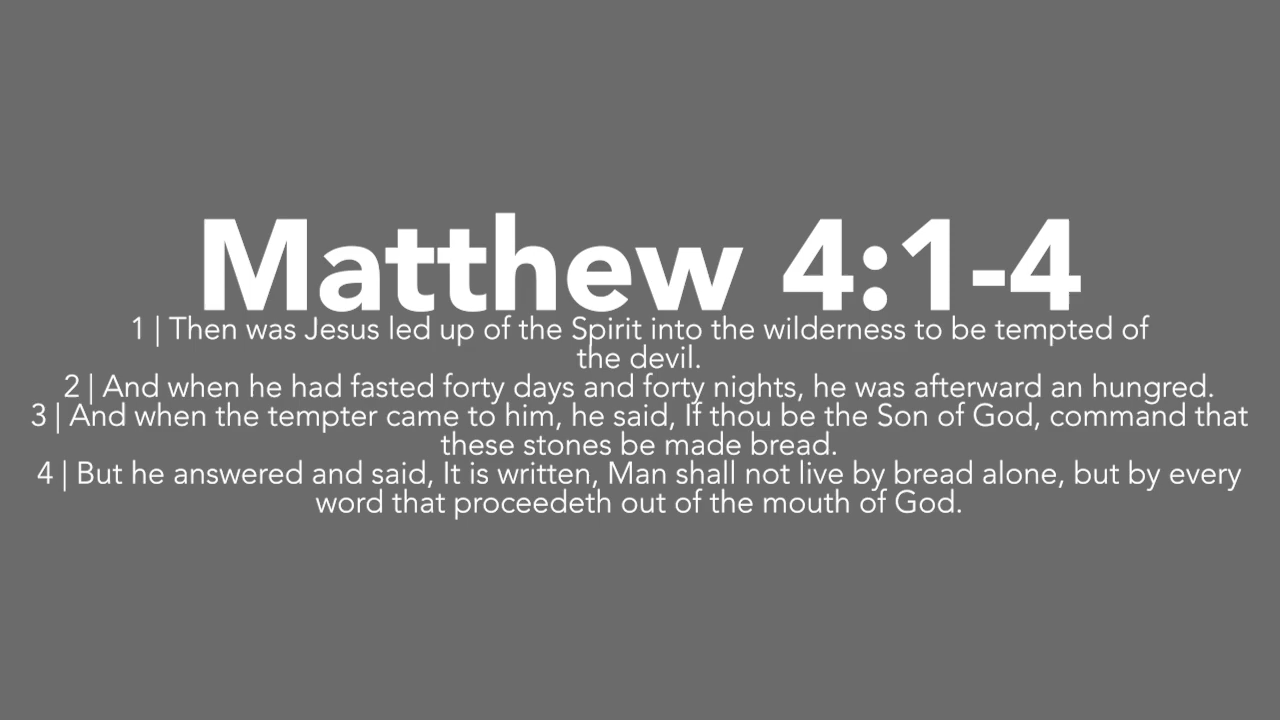 Matthew 4:1-4
1 | Then was Jesus led up of the Spirit into the wilderness to be tempted of
the devil.
2 | And when he had fasted forty days and forty nights, he was afterward an hungred.
3 | And when the tempter came to him, he said, If thou be the Son of God, command that
these stones be made bread.
4 | But he answered and said, It is written, Man shall not live by bread alone, but by every
word that proceedeth out of the mouth of God.